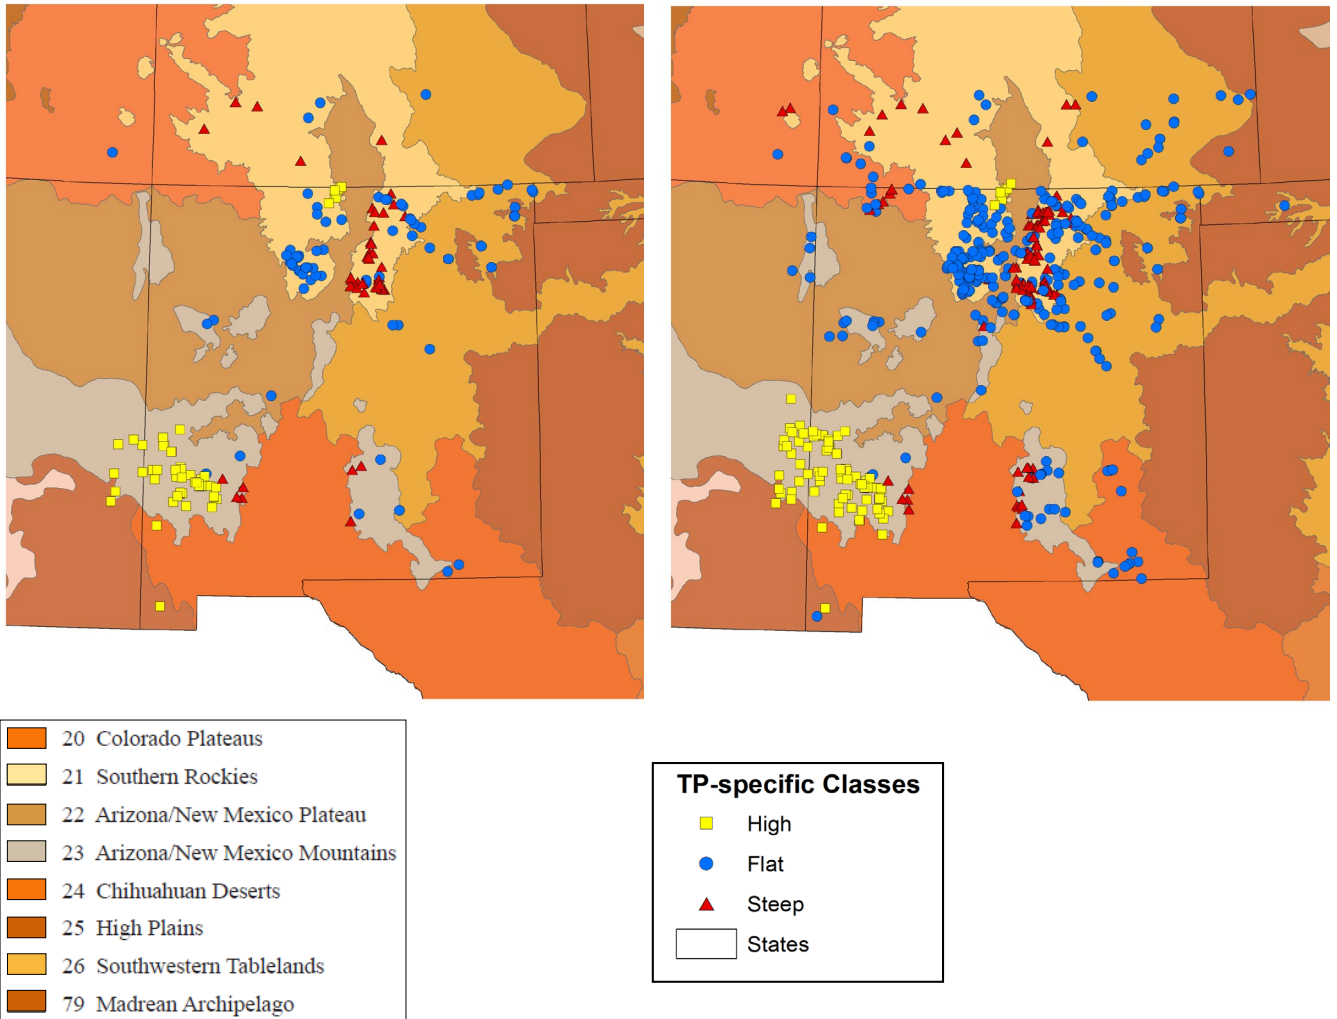 20 Colorado Plateaus
21 Southern Rockies
22 Arizona/New Mexico Plateau
23 Arizona/New Mexico Mountains
24 Chihuahuan Deserts
25 High Plains
26 Southwestern Tablelands
79 Madrean Archipelago
TP-specific Classes
High
Flat
Steep
States